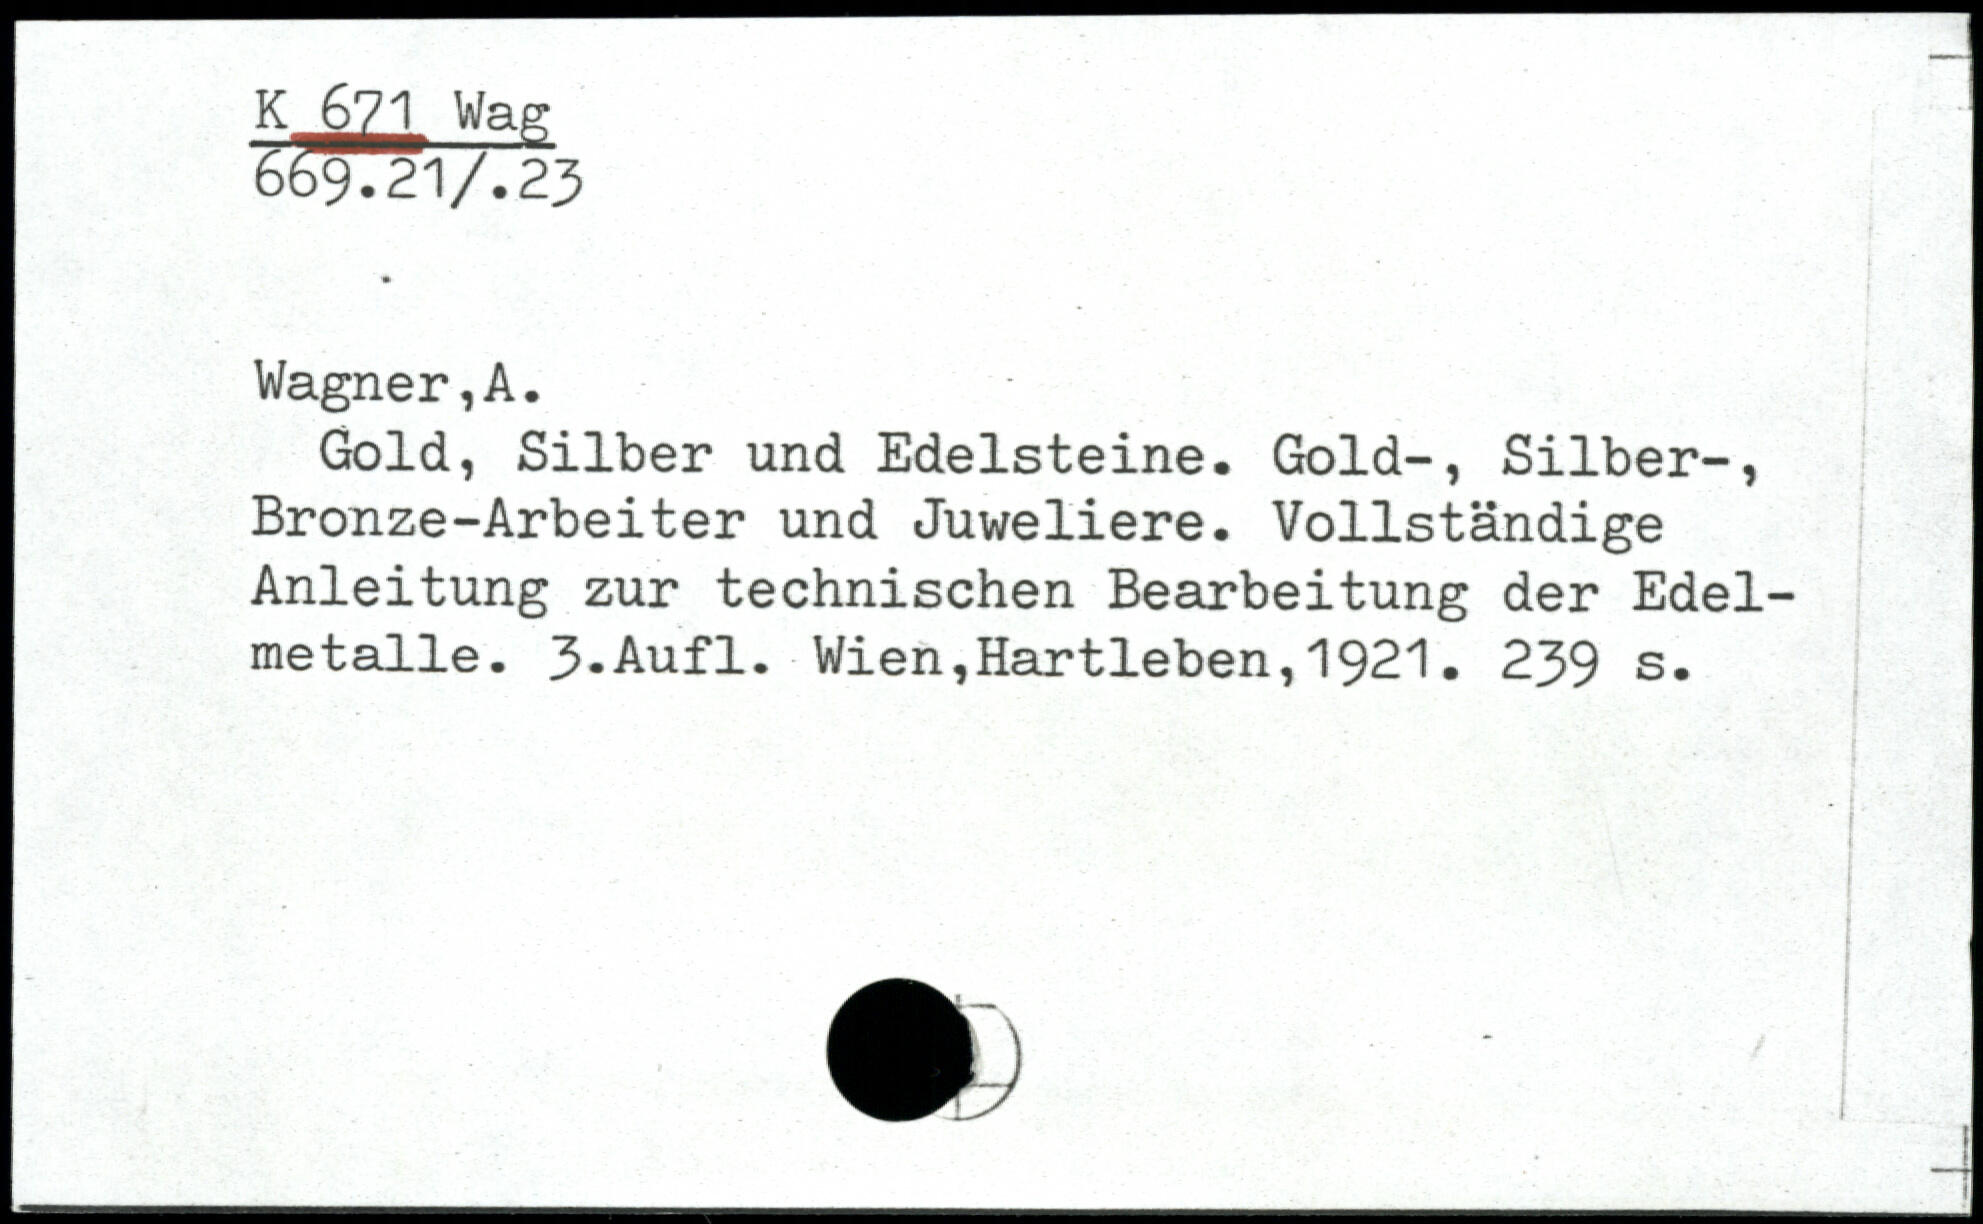 K 671 Wag
669.21/.23
Wagner,A.
Gold, Silber und Edelsteine. Gold-, Silber-,
Bronze-Arbeiter und Juweliere. Vollständige
Anleitung zur technischen Bearbeitung der Edel-
metalle. 3.Aufl. Wien,Hartleben,1921. 239 s.